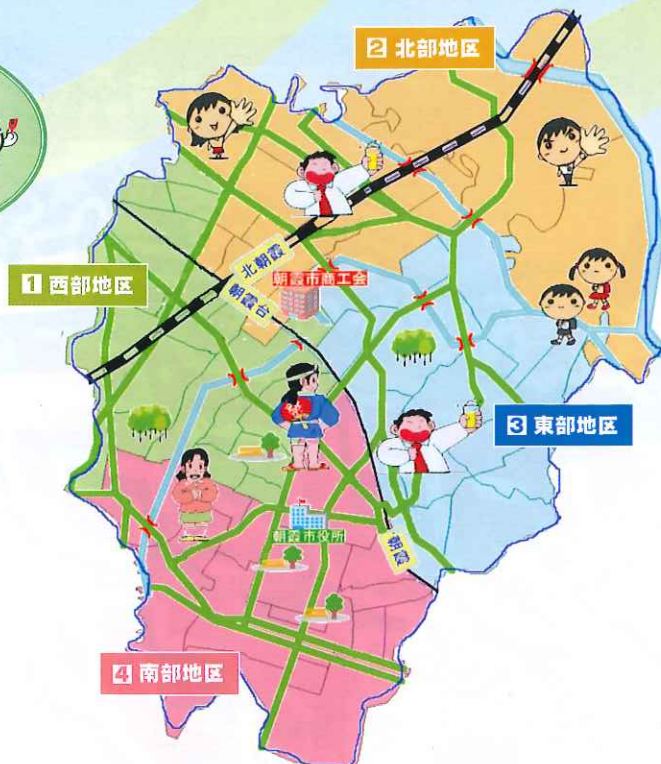 2 北部地区
北朝霞
朝霞台
朝霞市商工会
1 西部地区
3 東部地区
朝霞市役所
朝霞
4 南部地区